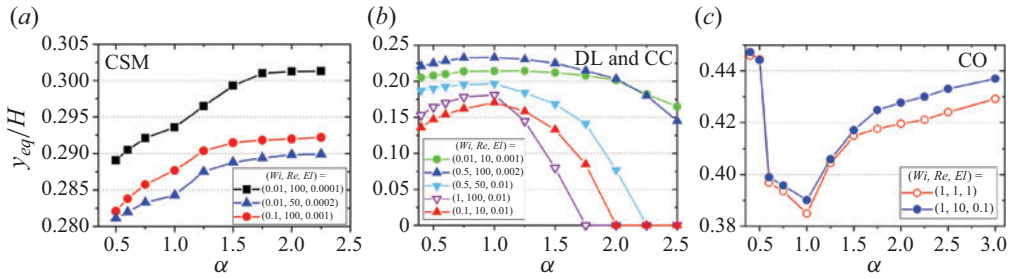 (a)
CSM
y_eq/H
0.305
0.300
0.295
0.290
0.285
0.280
(Wi, Re, El) =
(0.01, 100, 0.0001)
(0.01, 50, 0.0002)
(0.1, 100, 0.001)
0.5 1.0 1.5 2.0 2.5
α
(b)
DL and CC
0.25
0.20
0.15
0.10
0.05
0
(Wi, Re, El) =
(0.01, 10, 0.001)
(0.5, 100, 0.002)
(0.5, 50, 0.01)
(1, 100, 0.01)
(0.1, 10, 0.01)
0.5 1.0 1.5 2.0 2.5
α
(c)
CO
0.44
0.42
0.40
0.38
(Wi, Re, El) =
(1, 1, 1)
(1, 10, 0.1)
0.5 1.0 1.5 2.0 2.5 3.0
α